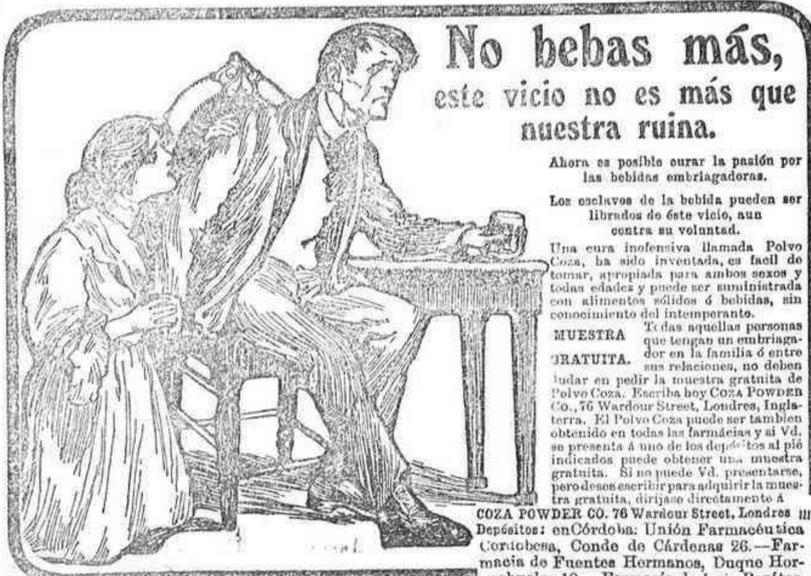 No bebas más,
este vicio no es más que
nuestra ruina.
Ahora es posible curar la pasión por
las bebidas embriagadoras.
Los esclavos de la bebida pueden ser
librados de éste vicio, aun
contra su voluntad.
Una cura inofensiva llamada Polvo
Coza, ha sido inventada, es facil de
tomar, apropiada para ambos sexos y
todas edades y puede ser suministrada
con alimentos sólidos ó bebidas, sin
conocimiento del intemperante.
MUESTRA
GRATUITA.
Todas aquellas personas
que tengan un embriaga-
dor en la familia ó entre
sus relaciones, no deben
dudar en pedir la muestra gratuita de
Polvo Coza. Escriba hoy COZA POWDER
CO., 76 Wardour Street, Londres, Ingla-
terra. El Polvo Coza puede ser tambien
obtenido en todas las farmácias y si Vd.
se presenta á uno de los depósitos al pié
indicados puede obtener una muestra
gratuita. Si no puede Vd. presentarse,
pero desea escribir para adquirir la mues-
tra gratuita, dirijase directamente á
COZA POWDER CO. 76 Wardour Street, Londres
Depósitos: en Córdoba: Unión Farmacéutica
Cordobesa, Conde de Cárdenas 26.—Far-
macia de Fuentes Hermanos, Duque Hor-